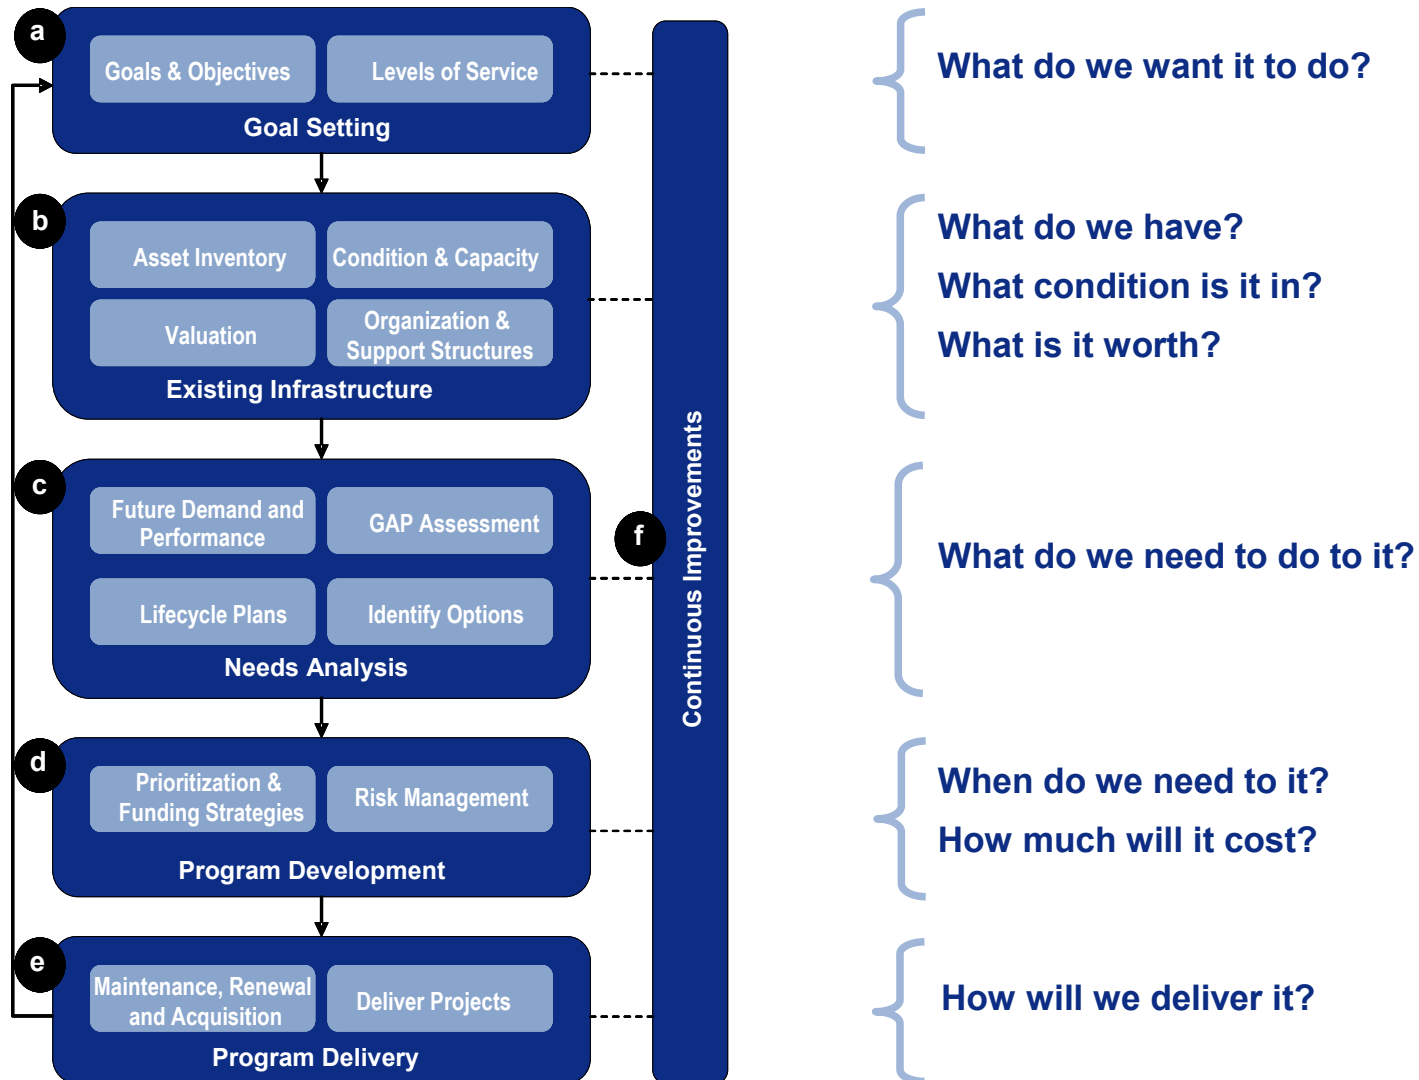 a
Goals & Objectives
Levels of Service
Goal Setting
What do we want it to do?
b
Asset Inventory
Condition & Capacity
Valuation
Organization &
Support Structures
Existing Infrastructure
What do we have?
What condition is it in?
What is it worth?
c
Future Demand and
Performance
GAP Assessment
Lifecycle Plans
Identify Options
Needs Analysis
f
Continuous Improvements
What do we need to do to it?
d
Prioritization &
Funding Strategies
Risk Management
Program Development
When do we need to it?
How much will it cost?
e
Maintenance, Renewal
and Acquisition
Deliver Projects
Program Delivery
How will we deliver it?